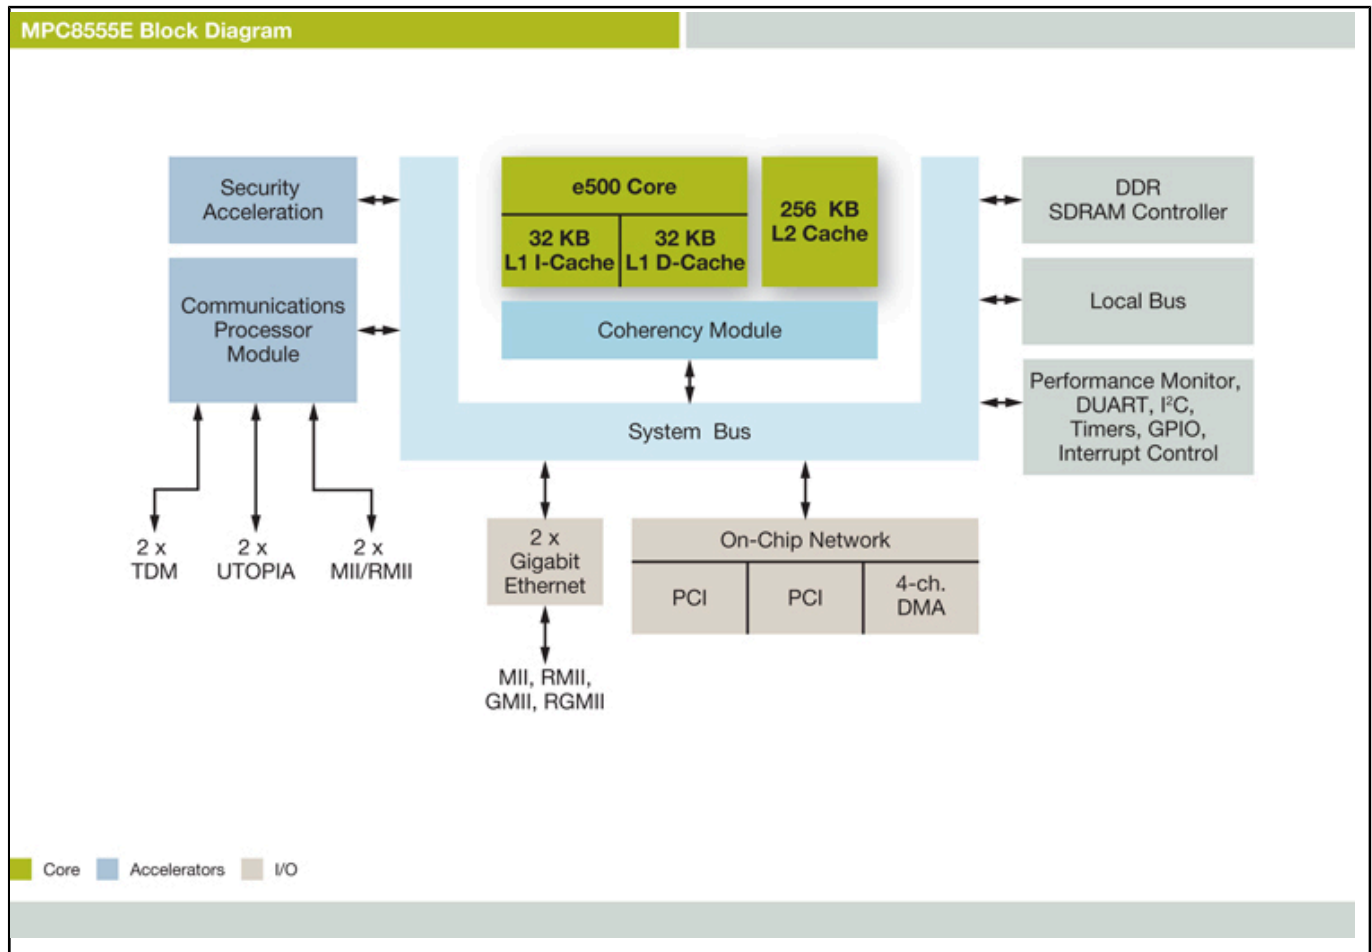 MPC8555E Block Diagram
Security
Acceleration
Communications
Processor
Module
2 x
TDM
2 x
UTOPIA
2 x
MII/RMII
e500 Core
32 KB
L1 I-Cache
32 KB
L1 D-Cache
256 KB
L2 Cache
Coherency Module
System Bus
2 x
Gigabit
Ethernet
MII, RMII,
GMII, RGMII
On-Chip Network
PCI
PCI
4-ch.
DMA
DDR
SDRAM Controller
Local Bus
Performance Monitor,
DUART, I²C,
Timers, GPIO,
Interrupt Control
Core
Accelerators
I/O